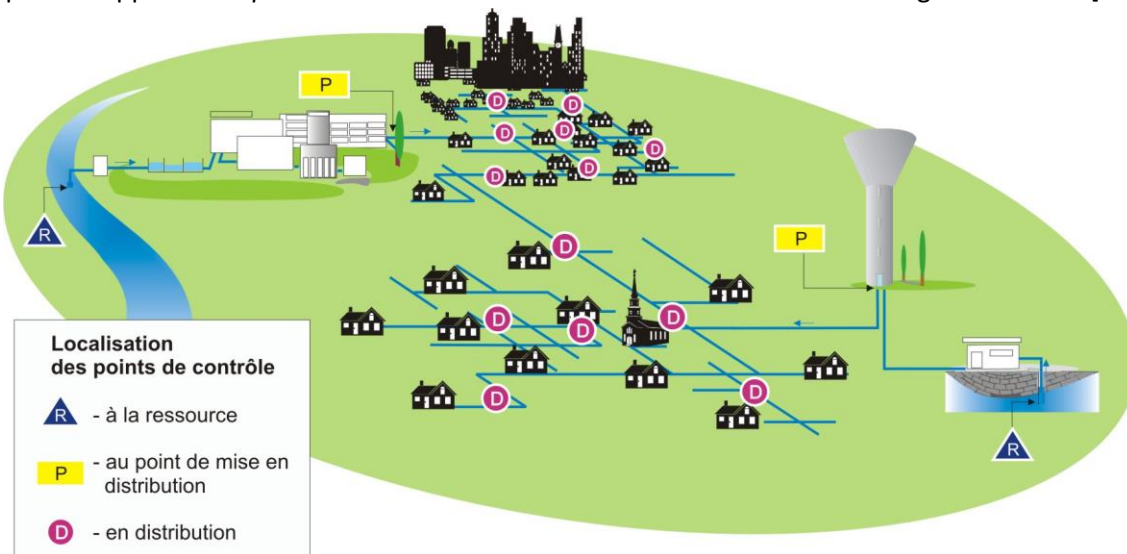 P
D
D
D
D
D
D
D
R
D
P
D
D
D
D
D
R
Localisation
des points de contrôle
R - à la ressource
P - au point de mise en
distribution
D - en distribution